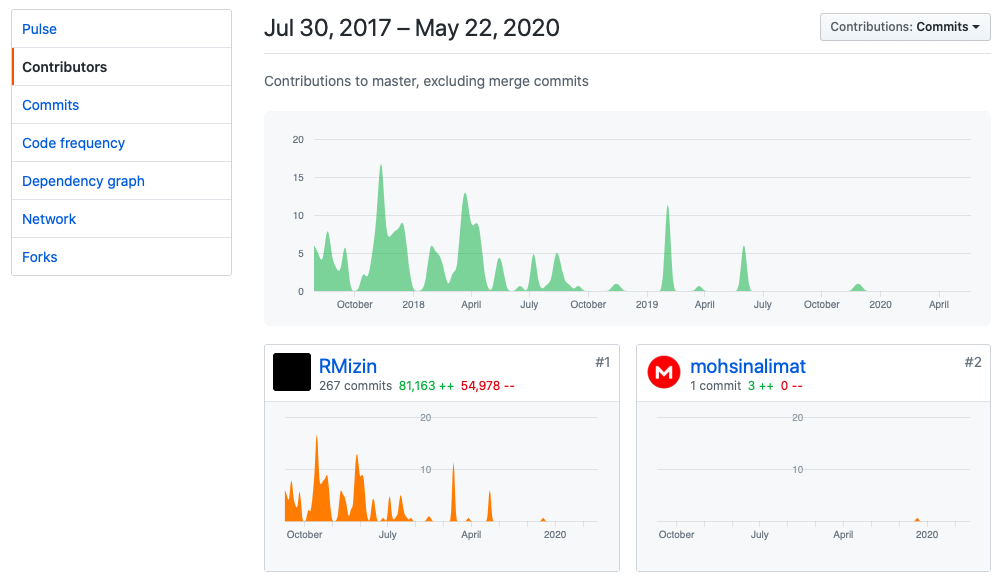 Pulse
Contributors
Commits
Code frequency
Dependency graph
Network
Forks
Jul 30, 2017 – May 22, 2020
Contributions: Commits
Contributions to master, excluding merge commits
20
15
10
5
0
October 2018 April July October 2019 April July October 2020 April
RMizin #1
267 commits 81,163 ++ 54,978 --
20
10
October July April 2020
M
mohsinalimat #2
1 commit 3 ++ 0 --
20
10
October July April 2020